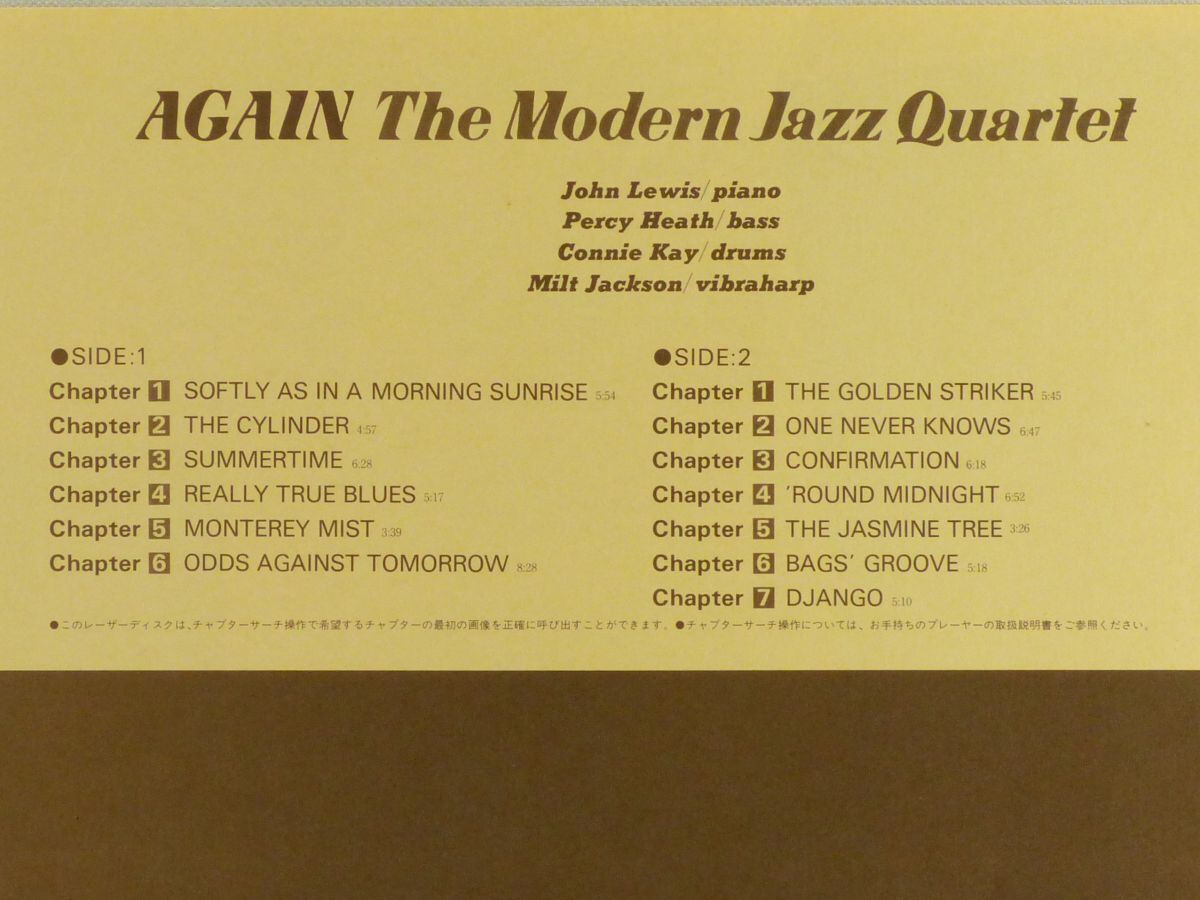 AGAIN The Modern Jazz Quartet
John Lewis/piano
Percy Heath/bass
Connie Kay/drums
Milt Jackson/vibraharp
●SIDE:1
Chapter 1 SOFTLY AS IN A MORNING SUNRISE 5:54
Chapter 2 THE CYLINDER 4:57
Chapter 3 SUMMERTIME 6:28
Chapter 4 REALLY TRUE BLUES 5:17
Chapter 5 MONTEREY MIST 3:39
Chapter 6 ODDS AGAINST TOMORROW 8:28
●SIDE:2
Chapter 1 THE GOLDEN STRIKER 5:45
Chapter 2 ONE NEVER KNOWS 6:47
Chapter 3 CONFIRMATION 6:18
Chapter 4 ’ROUND MIDNIGHT 6:52
Chapter 5 THE JASMINE TREE 3:26
Chapter 6 BAGS’ GROOVE 5:18
Chapter 7 DJANGO 5:10
●このレーザーディスクは、チャプターサーチ操作で希望するチャプターの最初の画像を正確に呼び出すことができます。●チャプターサーチ操作については、お手持ちのプレーヤーの取扱説明書をご参照ください。